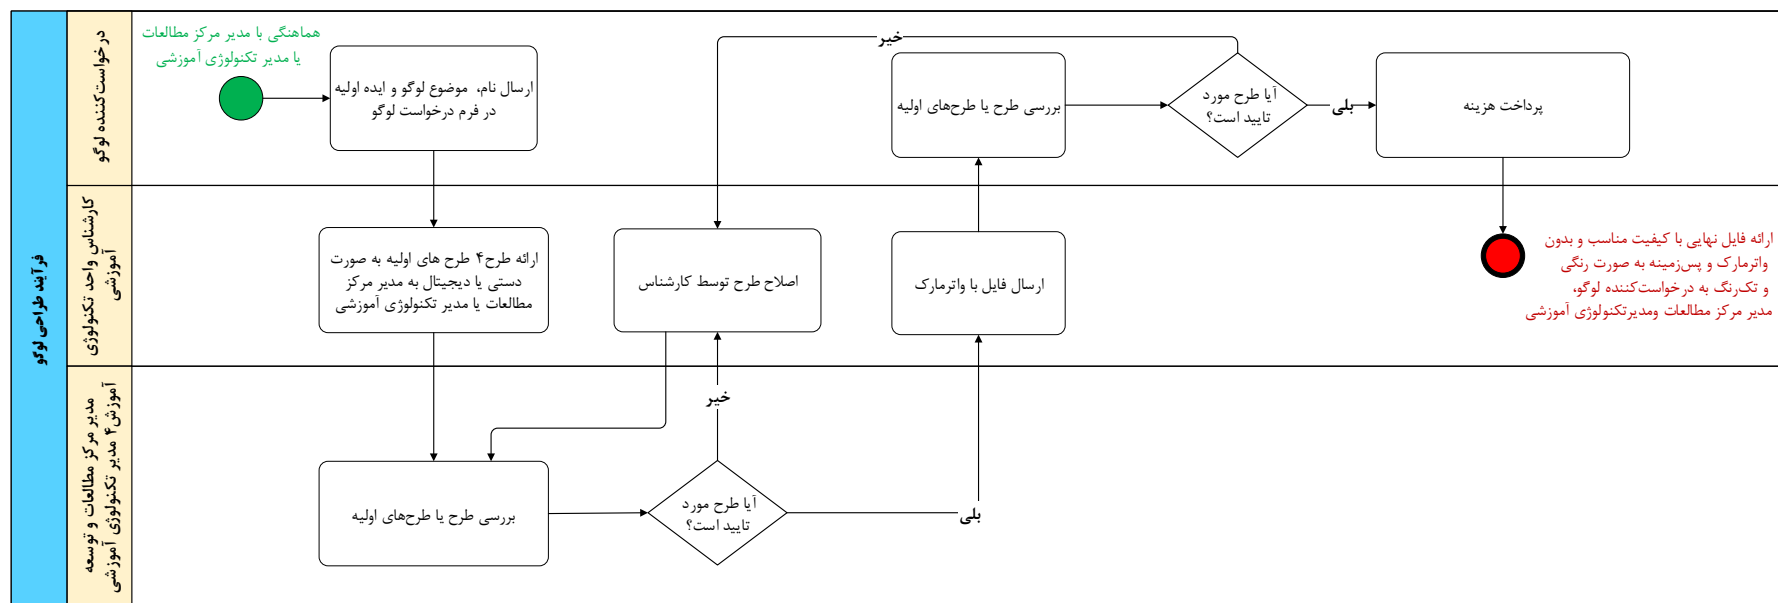 فرآیند طراحی لوگو
درخواست‌کننده لوگو
هماهنگی با مدیر مرکز مطالعات
یا مدیر تکنولوژی آموزشی
ارسال نام، موضوع لوگو و ایده اولیه
در فرم درخواست لوگو
بررسی طرح یا طرح‌های اولیه
آیا طرح مورد
تایید است؟
خیر
بلی
پرداخت هزینه
کارشناس واحد تکنولوژی
آموزشی
ارائه طرح۴ طرح های اولیه به صورت
دستی یا دیجیتال به مدیر مرکز
مطالعات یا مدیر تکنولوژی آموزشی
اصلاح طرح توسط کارشناس
ارسال فایل با واترمارک
ارائه فایل نهایی با کیفیت مناسب و بدون
واترمارک و پس‌زمینه به صورت رنگی
و تک‌رنگ به درخواست‌کننده لوگو،
مدیر مرکز مطالعات ومدیرتکنولوژی آموزشی
مدیر مرکز مطالعات و توسعه
آموزش۴ مدیر تکنولوژی آموزشی
بررسی طرح یا طرح‌های اولیه
آیا طرح مورد
تایید است؟
خیر
بلی